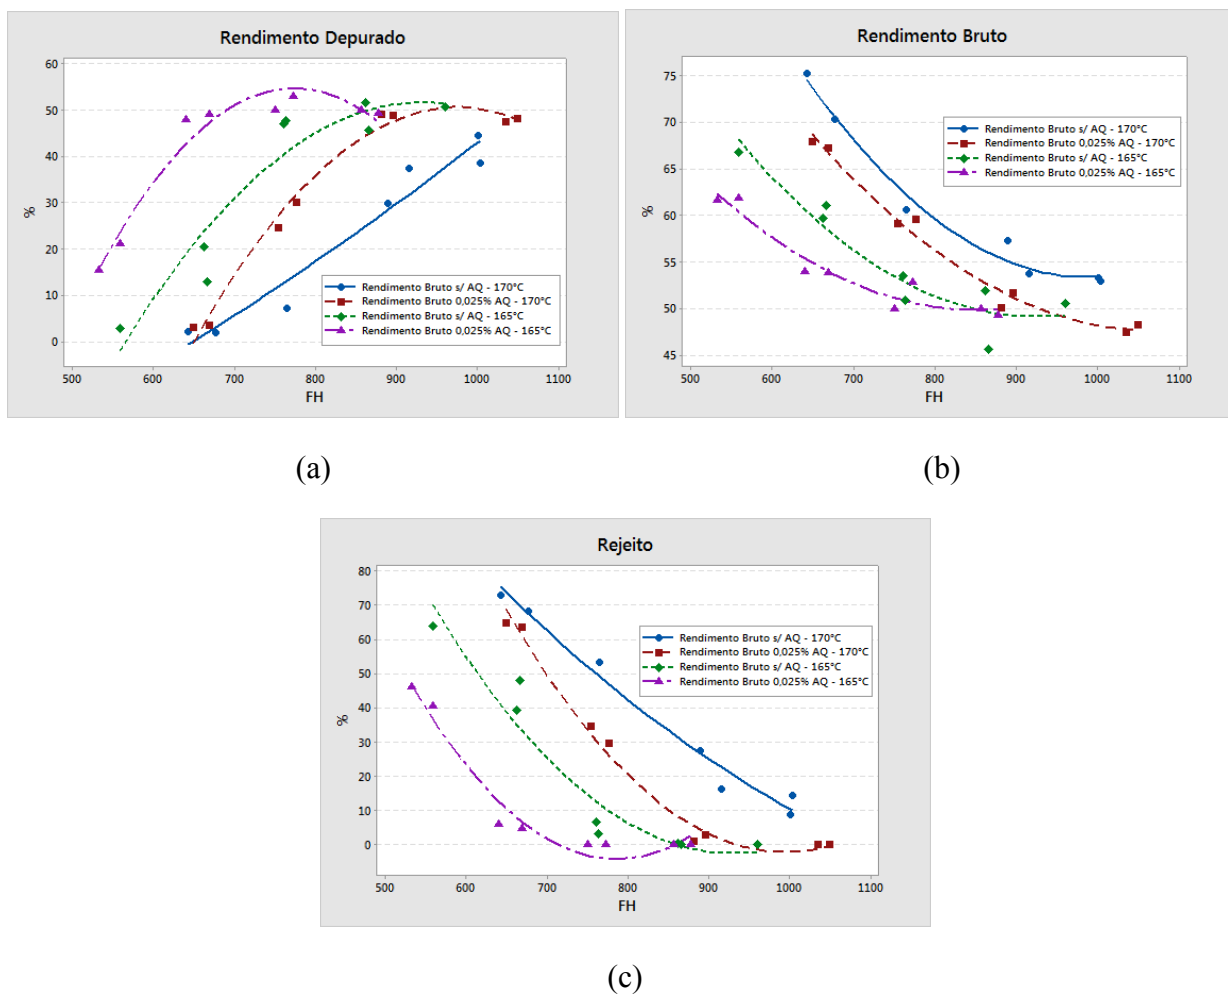 Rendimento Depurado
60
50
40
30
20
10
0
%
500 600 700 800 900 1000 1100
FH
Rendimento Bruto s/ AQ - 170°C
Rendimento Bruto 0,025% AQ - 170°C
Rendimento Bruto s/ AQ - 165°C
Rendimento Bruto 0,025% AQ - 165°C
(a)
Rendimento Bruto
75
70
65
60
55
50
45
%
500 600 700 800 900 1000 1100
FH
Rendimento Bruto s/ AQ - 170°C
Rendimento Bruto 0,025% AQ - 170°C
Rendimento Bruto s/ AQ - 165°C
Rendimento Bruto 0,025% AQ - 165°C
(b)
Rejeito
80
70
60
50
40
30
20
10
0
%
500 600 700 800 900 1000 1100
FH
Rendimento Bruto s/ AQ - 170°C
Rendimento Bruto 0,025% AQ - 170°C
Rendimento Bruto s/ AQ - 165°C
Rendimento Bruto 0,025% AQ - 165°C
(c)